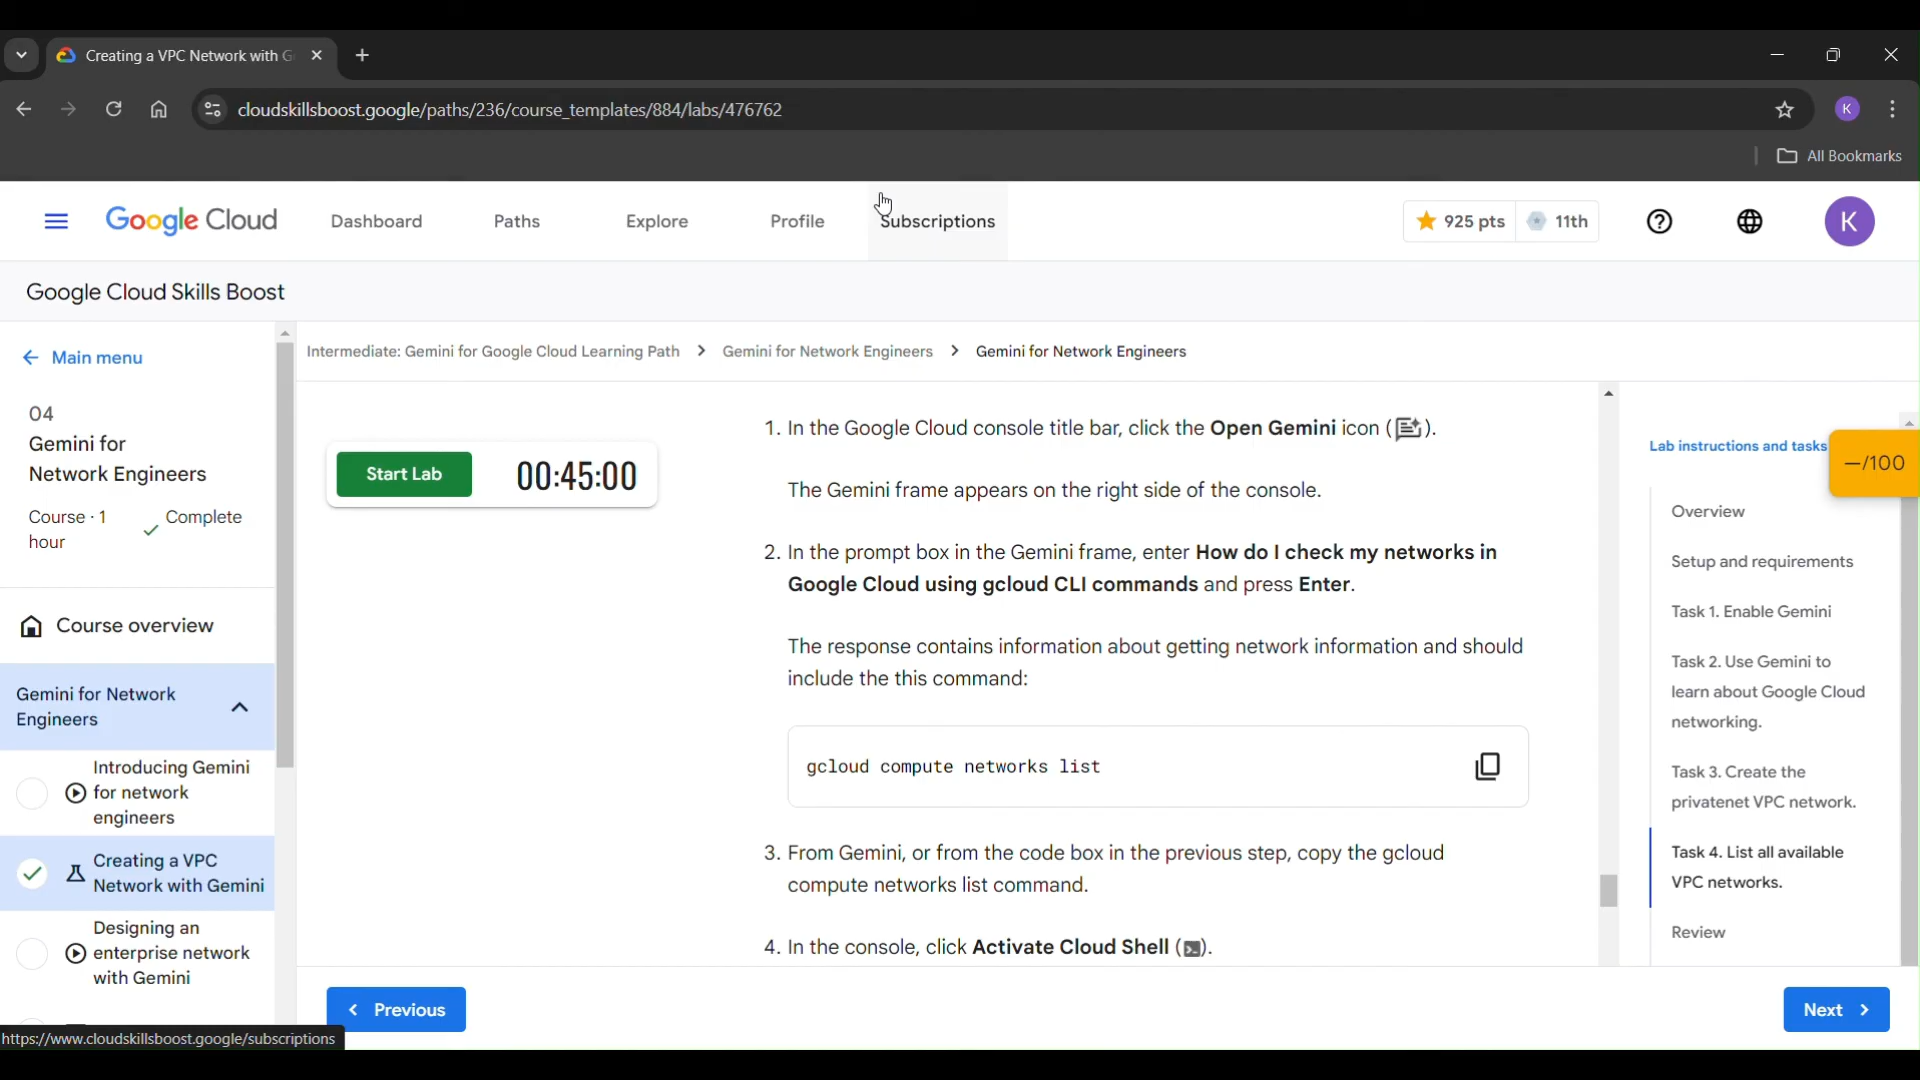 Creating a VPC Network with G
cloudskillsboost.google/paths/236/course_templates/884/labs/476762
K
All Bookmarks
Google Cloud
Dashboard
Paths
Explore
Profile
Subscriptions
925 pts
11th
K
Google Cloud Skills Boost
Main menu
04
Gemini for
Network Engineers
Course · 1
hour
Complete
Course overview
Gemini for Network
Engineers
Introducing Gemini
for network
engineers
Creating a VPC
Network with Gemini
Designing an
enterprise network
with Gemini
https://www.cloudskillsboost.google/subscriptions
Intermediate: Gemini for Google Cloud Learning Path > Gemini for Network Engineers > Gemini for Network Engineers
Start Lab
00:45:00
1. In the Google Cloud console title bar, click the Open Gemini icon ( ).
The Gemini frame appears on the right side of the console.
2. In the prompt box in the Gemini frame, enter How do I check my networks in
Google Cloud using gcloud CLI commands and press Enter.
The response contains information about getting network information and should
include the this command:
gcloud compute networks list
3. From Gemini, or from the code box in the previous step, copy the gcloud
compute networks list command.
4. In the console, click Activate Cloud Shell ( ).
Previous
Next
Lab instructions and tasks
—/100
Overview
Setup and requirements
Task 1. Enable Gemini
Task 2. Use Gemini to
learn about Google Cloud
networking.
Task 3. Create the
privatenet VPC network.
Task 4. List all available
VPC networks.
Review